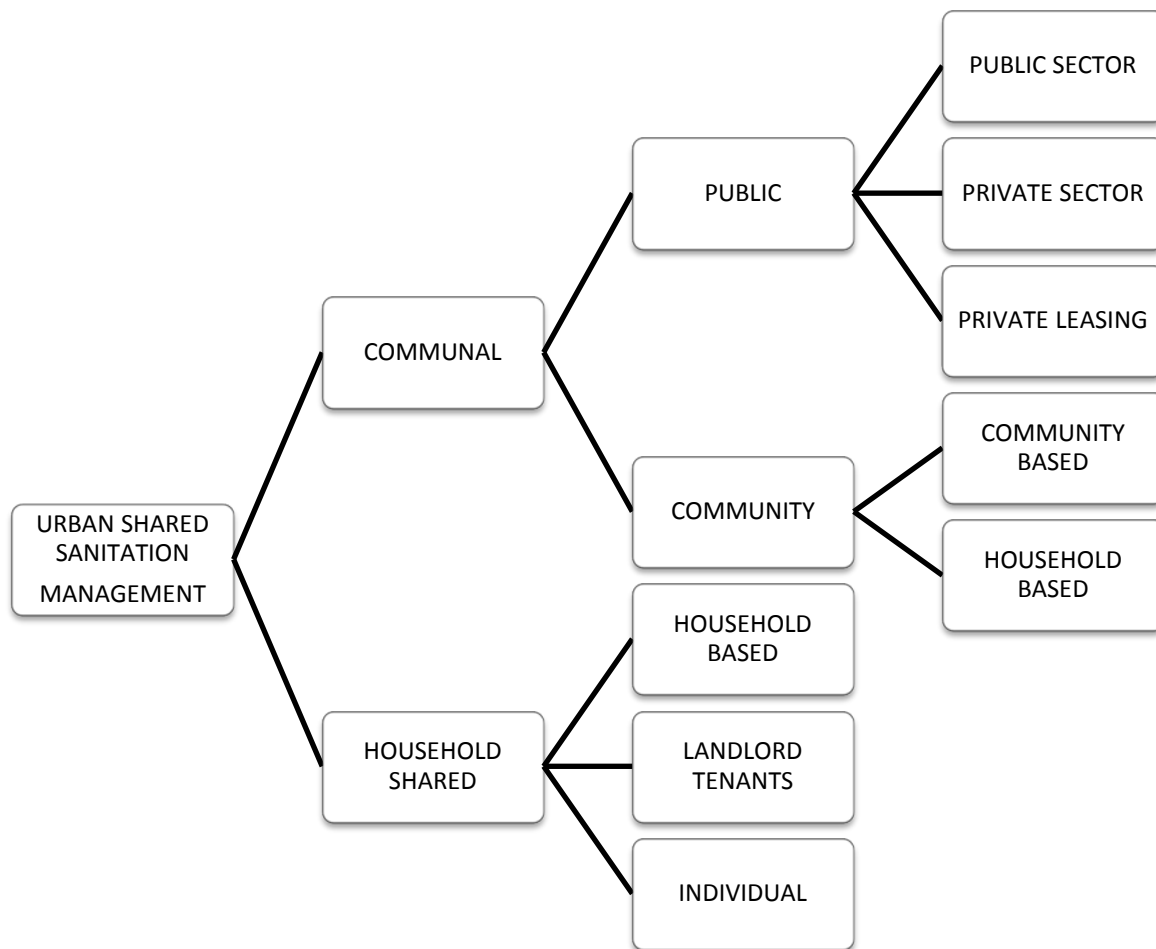 PUBLIC SECTOR
PUBLIC
PRIVATE SECTOR
PRIVATE LEASING
COMMUNAL
COMMUNITY
BASED
COMMUNITY
HOUSEHOLD
BASED
URBAN SHARED
SANITATION
MANAGEMENT
HOUSEHOLD
BASED
HOUSEHOLD
SHARED
LANDLORD
TENANTS
INDIVIDUAL